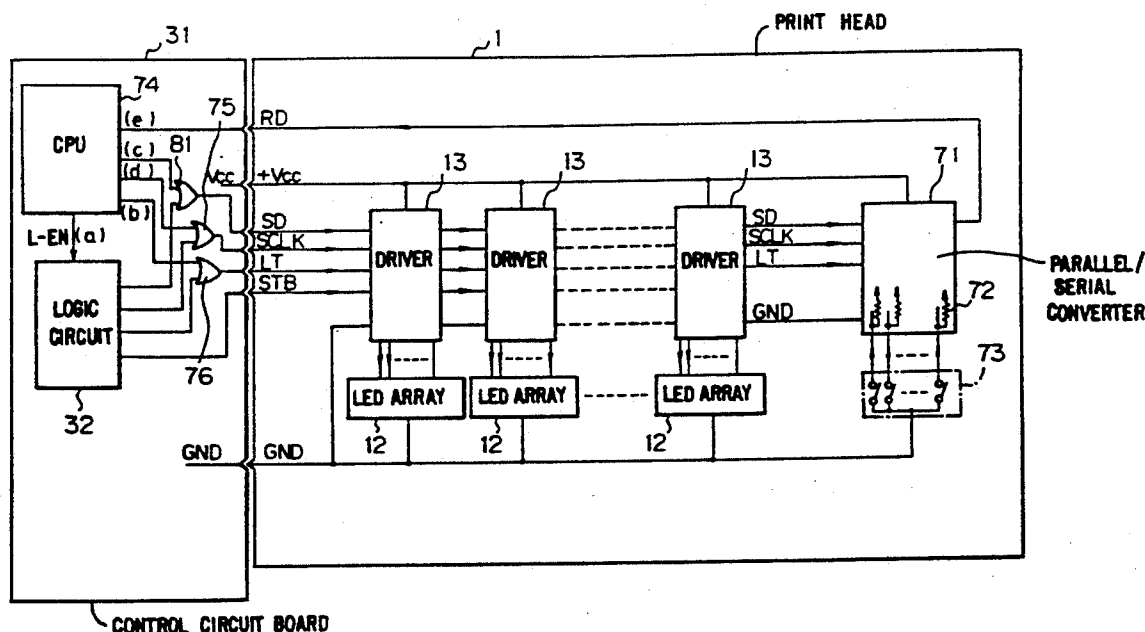 PRINT HEAD
31
1
74
75
(e)
RD
CPU
(c)
81
(d)
Vcc
+Vcc
13
13
13
71
(b)
SD
SD
L-EN
(a)
SCLK
SCLK
DRIVER
DRIVER
DRIVER
LT
LT
STB
PARALLEL/
SERIAL
CONVERTER
LOGIC
CIRCUIT
GND
72
76
73
LED ARRAY
LED ARRAY
LED ARRAY
32
12
12
12
GND
GND
CONTROL CIRCUIT BOARD